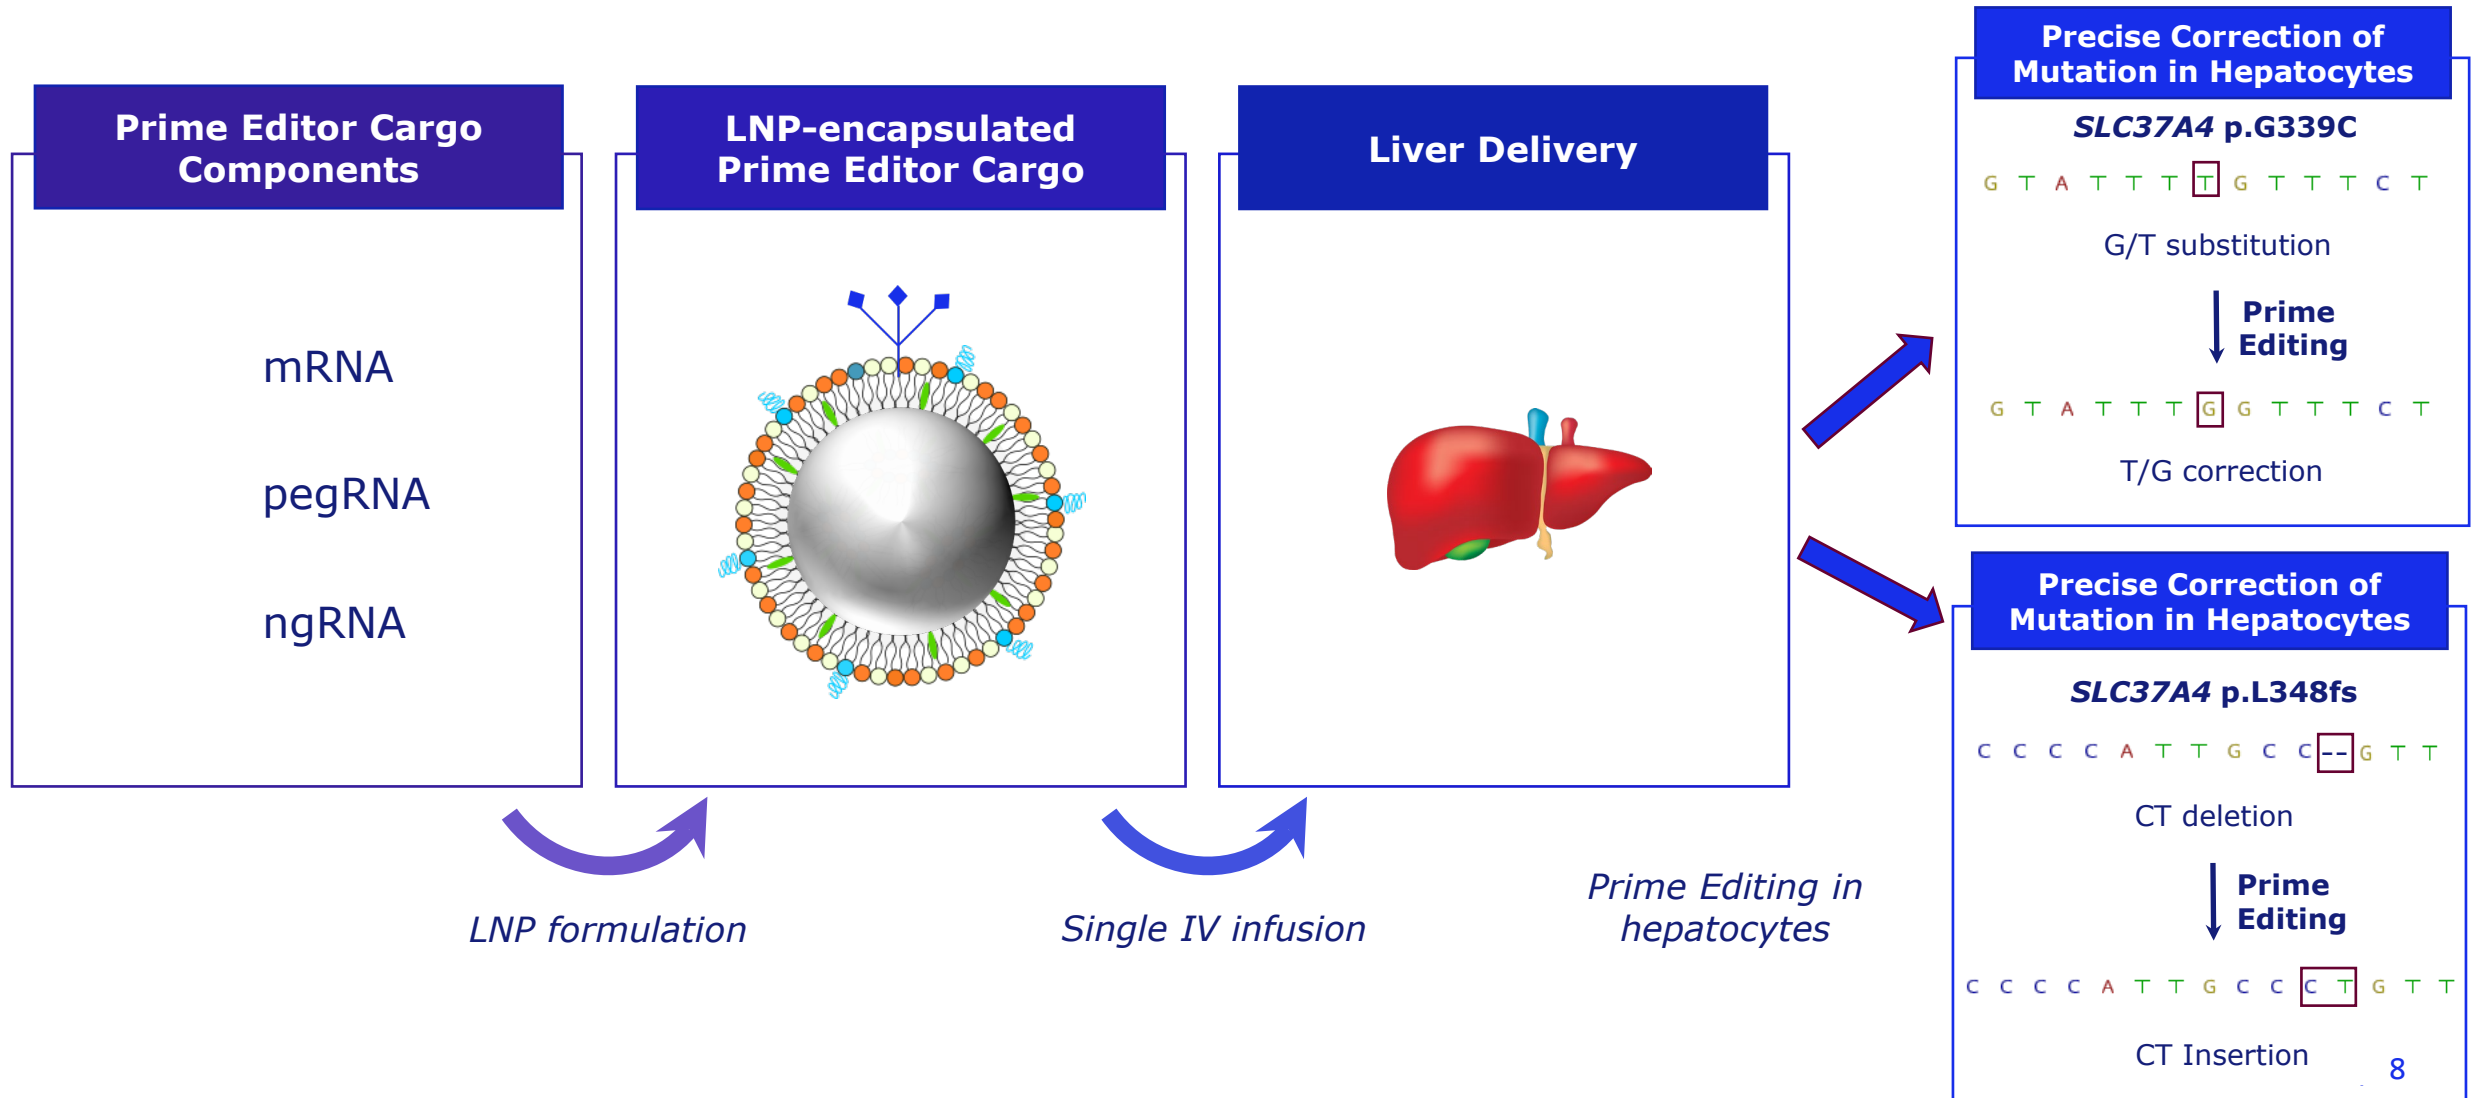 Prime Editor Cargo
Components
mRNA
pegRNA
ngRNA
LNP formulation
LNP-encapsulated
Prime Editor Cargo
Single IV infusion
Liver Delivery
Prime Editing in
hepatocytes
Precise Correction of
Mutation in Hepatocytes
SLC37A4 p.G339C
G T A T T T T G T T T C T
G/T substitution
Prime
Editing
G T A T T T G G T T T C T
T/G correction
Precise Correction of
Mutation in Hepatocytes
SLC37A4 p.L348fs
C C C C A T T G C C -- G T T
CT deletion
Prime
Editing
C C C C A T T G C C C T G T T
CT Insertion
8